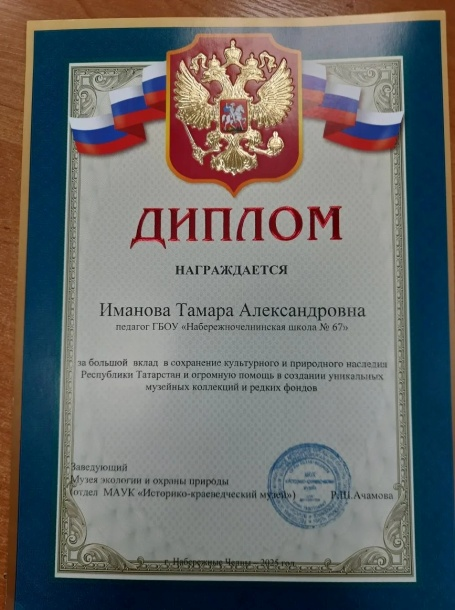 ДИПЛОМ
НАГРАЖДАЕТСЯ
Иманова Тамара Александровна
педагог ГБОУ «Набережночелнинская школа № 67»
за большой вклад в сохранение культурного и природного наследия
Республики Татарстан и огромную помощь в создании уникальных
музейных коллекций и редких фондов
Заведующий
Музея экологии и охраны природы
(отдел МАУК «Историко-краеведческий музей») Р.Ш.Ачамова
г. Набережные Челны – 2025 год